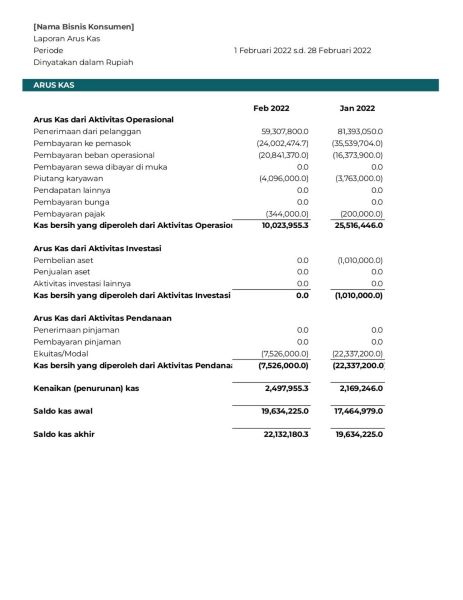 [Nama Bisnis Konsumen]
Laporan Arus Kas
Periode 1 Februari 2022 s.d. 28 Februari 2022
Dinyatakan dalam Rupiah
ARUS KAS
Feb 2022 Jan 2022
Arus Kas dari Aktivitas Operasional
Penerimaan dari pelanggan 59,307,800.0 81,393,050.0
Pembayaran ke pemasok (24,002,474.7) (35,539,704.0)
Pembayaran beban operasional (20,841,370.0) (16,373,900.0)
Pembayaran sewa dibayar di muka 0.0 0.0
Piutang karyawan (4,096,000.0) (3,763,000.0)
Pendapatan lainnya 0.0 0.0
Pembayaran bunga 0.0 0.0
Pembayaran pajak (344,000.0) (200,000.0)
Kas bersih yang diperoleh dari Aktivitas Operasion 10,023,955.3 25,516,446.0
Arus Kas dari Aktivitas Investasi
Pembelian aset 0.0 (1,010,000.0)
Penjualan aset 0.0 0.0
Aktivitas investasi lainnya 0.0 0.0
Kas bersih yang diperoleh dari Aktivitas Investasi 0.0 (1,010,000.0)
Arus Kas dari Aktivitas Pendanaan
Penerimaan pinjaman 0.0 0.0
Pembayaran pinjaman 0.0 0.0
Ekuitas/Modal (7,526,000.0) (22,337,200.0)
Kas bersih yang diperoleh dari Aktivitas Pendanaa (7,526,000.0) (22,337,200.0
Kenaikan (penurunan) kas 2,497,955.3 2,169,246.0
Saldo kas awal 19,634,225.0 17,464,979.0
Saldo kas akhir 22,132,180.3 19,634,225.0